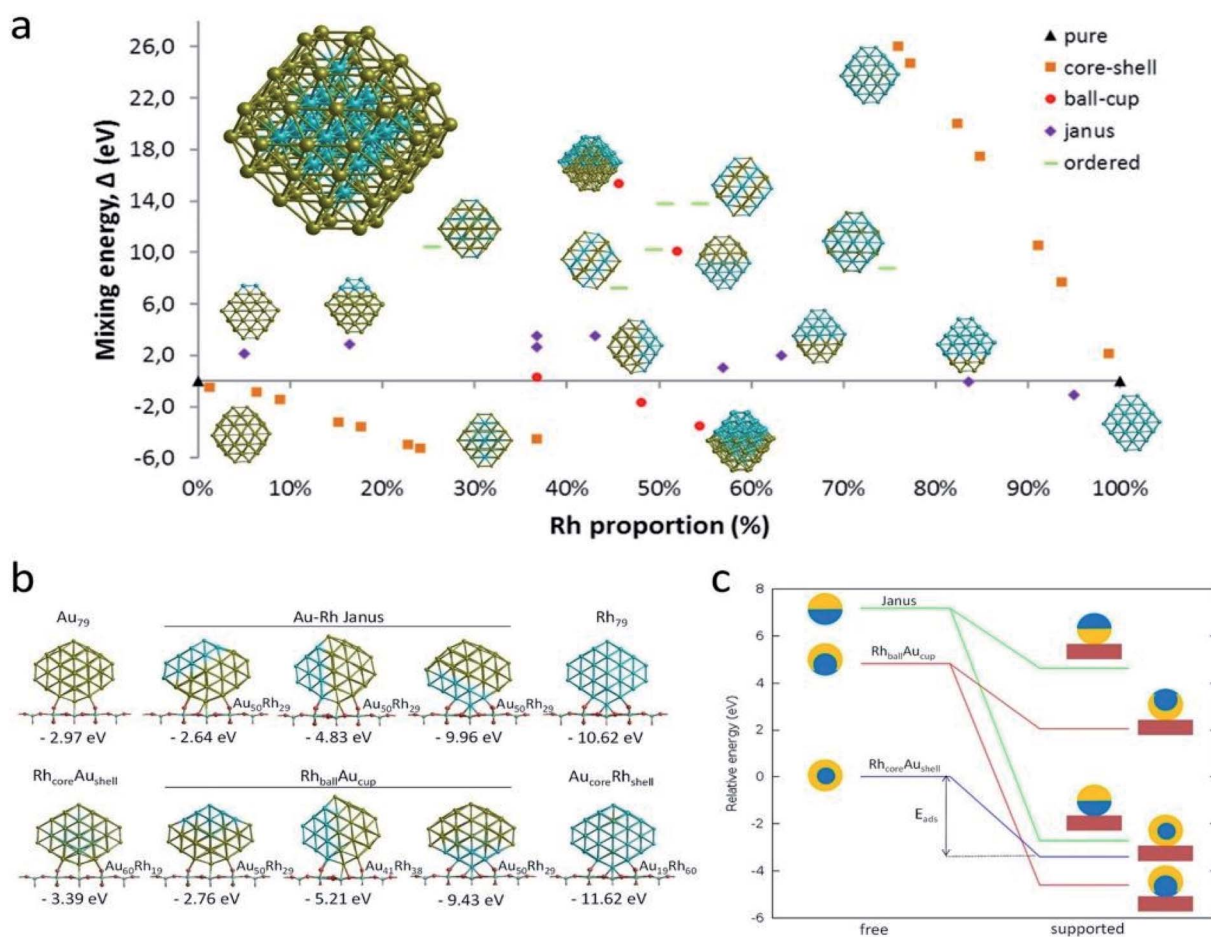 a
Mixing energy, Δ (eV)
26,0
22,0
18,0
14,0
10,0
6,0
2,0
-2,0
-6,0
0% 10% 20% 30% 40% 50% 60% 70% 80% 90% 100%
Rh proportion (%)
pure
core-shell
ball-cup
janus
ordered
b
Au79 Au-Rh Janus Rh79
Au50Rh29 Au50Rh29 Au50Rh29
- 2.97 eV - 2.64 eV - 4.83 eV - 9.96 eV - 10.62 eV
RhcoreAushell RhballAucup AucoreRhshell
Au60Rh19 Au50Rh29 Au41Rh38 Au50Rh29 Au19Rh60
- 3.39 eV - 2.76 eV - 5.21 eV - 9.43 eV - 11.62 eV
c
Relative energy (eV)
8
6
4
2
0
-2
-4
-6
Janus
RhballAucup
RhcoreAushell
Eads
free supported